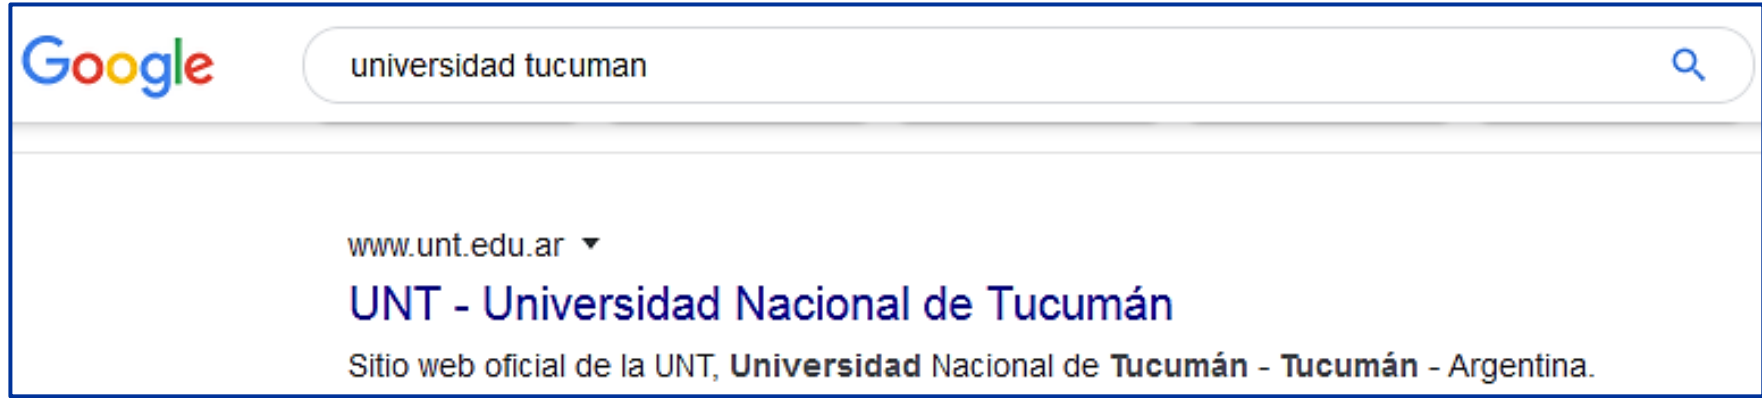 Google
universidad tucuman
www.unt.edu.ar
UNT - Universidad Nacional de Tucumán
Sitio web oficial de la UNT, Universidad Nacional de Tucumán - Tucumán - Argentina.